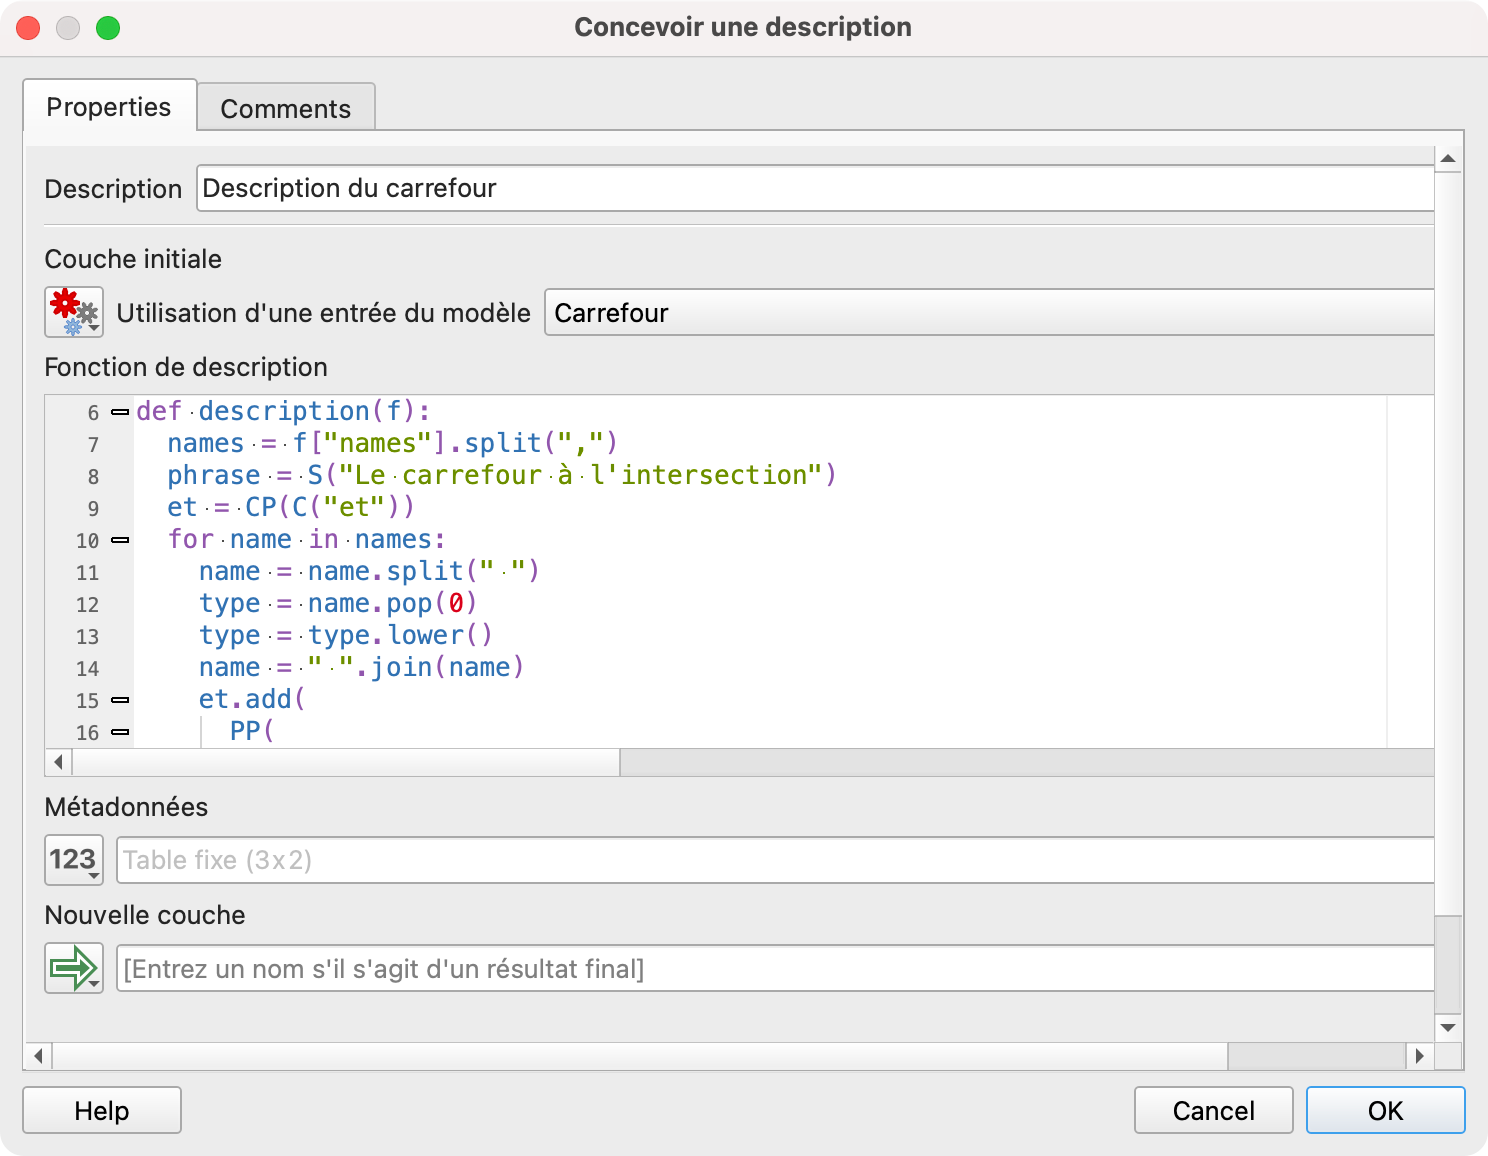 Concevoir une description
Properties
Comments
Description
Description du carrefour
Couche initiale
Utilisation d'une entrée du modèle
Carrefour
Fonction de description
6 def·description(f):
7 names·=·f["names"].split(",")
8 phrase·=·S("Le·carrefour·à·l'intersection")
9 et·=·CP(C("et"))
10 for·name·in·names:
11 name·=·name.split("·")
12 type·=·name.pop(0)
13 type·=·type.lower()
14 name·=·"·".join(name)
15 et.add(
16 PP(
Métadonnées
123
Table fixe (3x2)
Nouvelle couche
[Entrez un nom s'il s'agit d'un résultat final]
Help
Cancel
OK